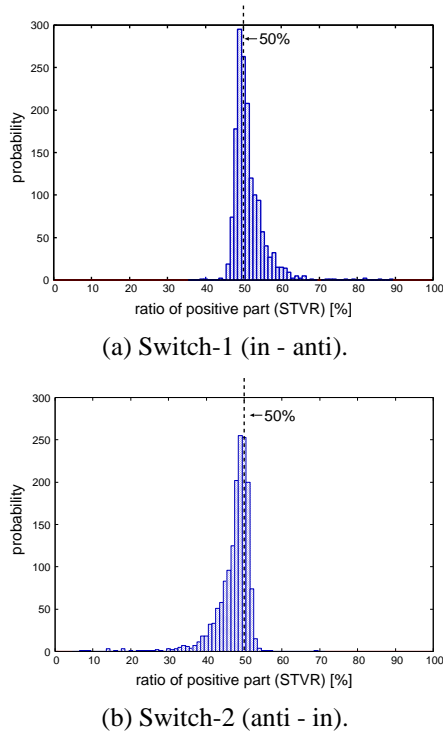 50%
300
250
200
150
100
50
0
probability
0 10 20 30 40 50 60 70 80 90 100
ratio of positive part (STVR) [%]
(a) Switch-1 (in - anti).
50%
300
250
200
150
100
50
0
probability
0 10 20 30 40 50 60 70 80 90 100
ratio of positive part (STVR) [%]
(b) Switch-2 (anti - in).